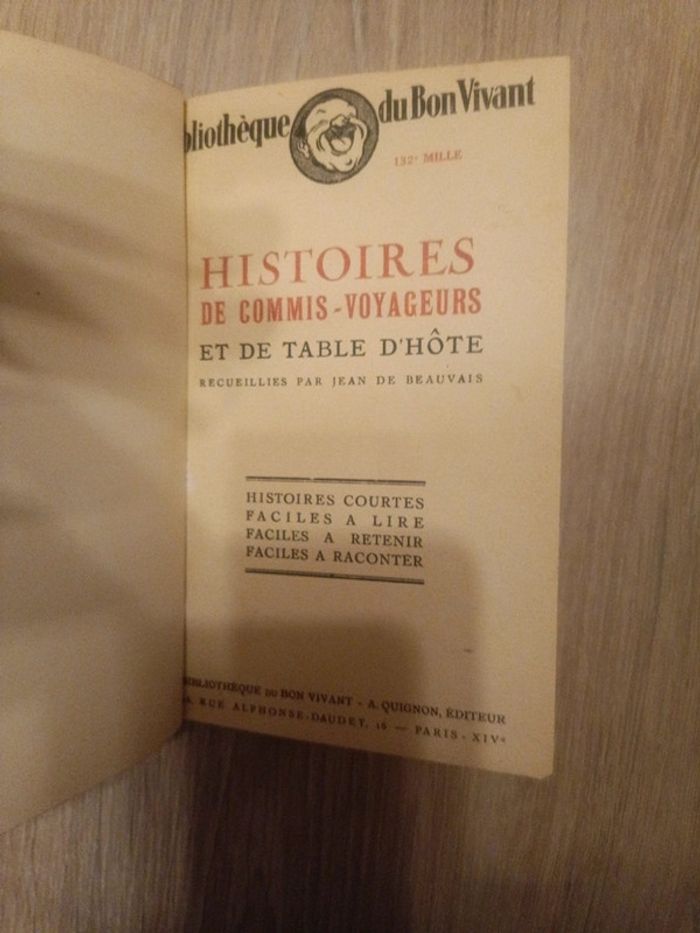 bliothèque du Bon Vivant
132e MILLE
HISTOIRES
DE COMMIS-VOYAGEURS
ET DE TABLE D'HÔTE
RECUEILLIES PAR JEAN DE BEAUVAIS
HISTOIRES COURTES
FACILES A LIRE
FACILES A RETENIR
FACILES A RACONTER
BIBLIOTHÈQUE DU BON VIVANT - A. QUIGNON, ÉDITEUR
RUE ALPHONSE-DAUDET, 16 — PARIS-XIVe